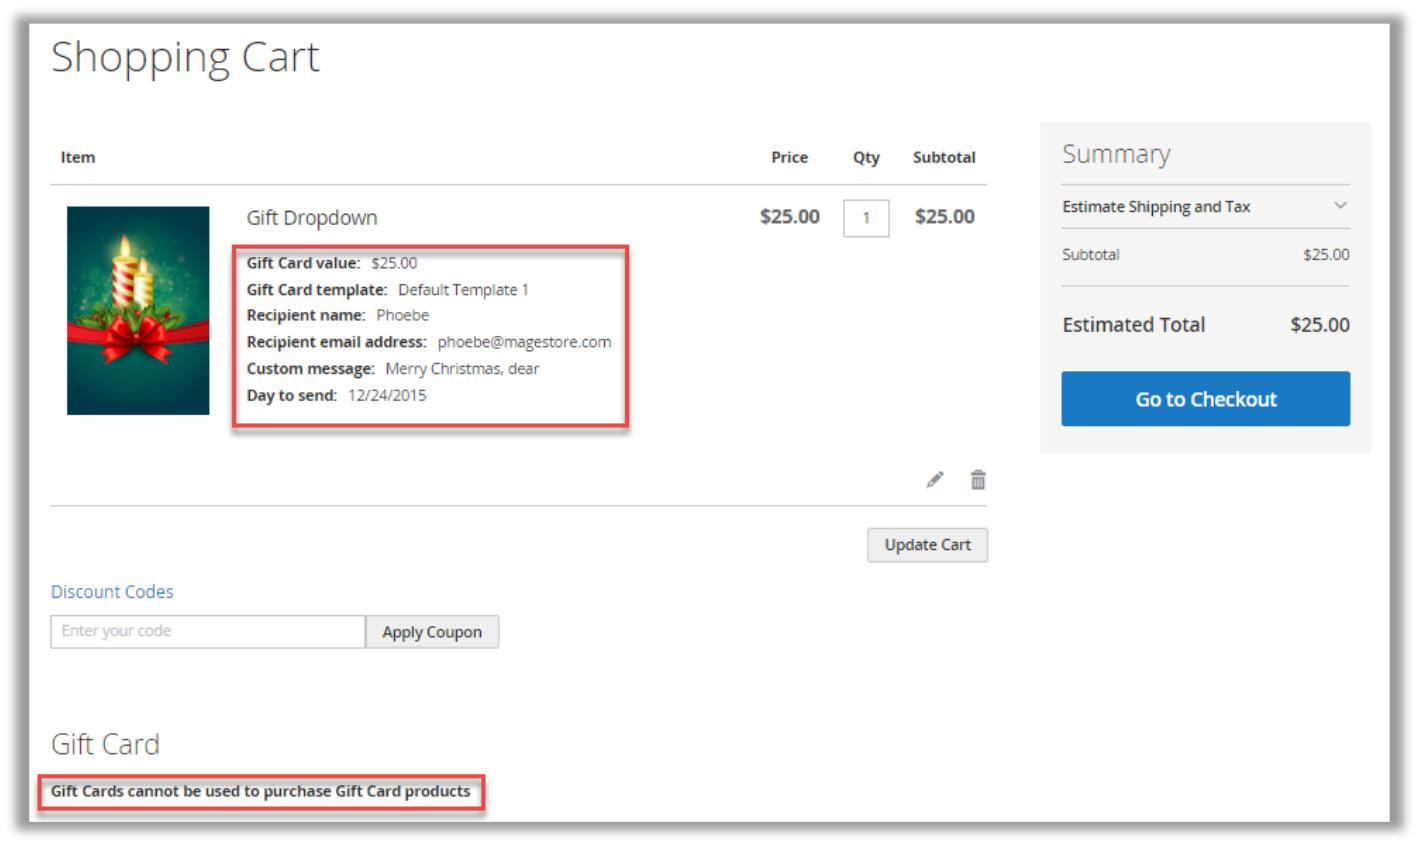 Shopping Cart
Item Price Qty Subtotal
Gift Dropdown $25.00 1 $25.00
Gift Card value: $25.00
Gift Card template: Default Template 1
Recipient name: Phoebe
Recipient email address: phoebe@magestore.com
Custom message: Merry Christmas, dear
Day to send: 12/24/2015
Update Cart
Summary
Estimate Shipping and Tax
Subtotal $25.00
Estimated Total $25.00
Go to Checkout
Discount Codes
Enter your code Apply Coupon
Gift Card
Gift Cards cannot be used to purchase Gift Card products